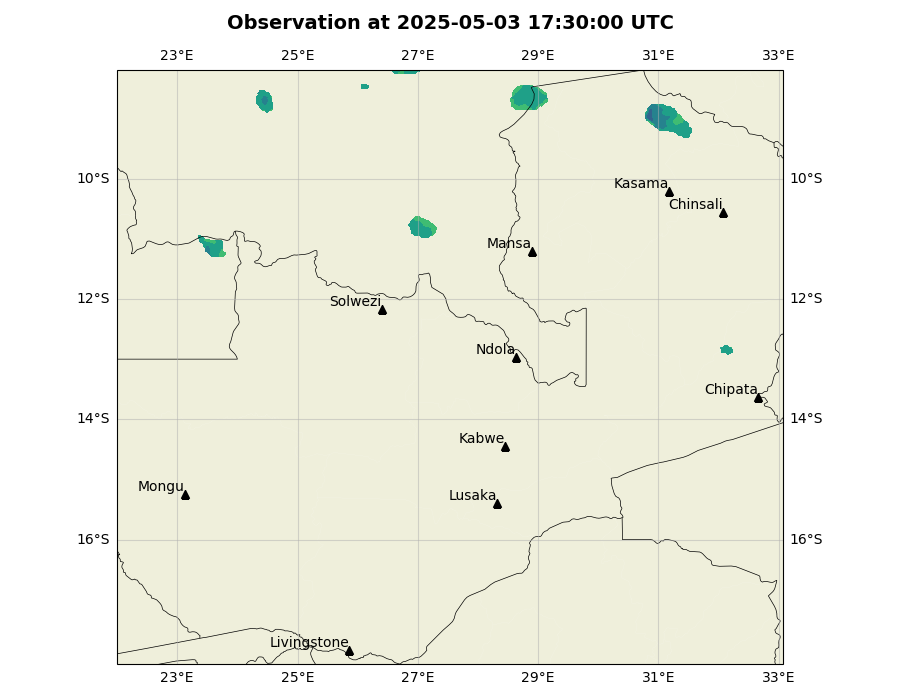 Observation at 2025-05-03 17:30:00 UTC
23°E 25°E 27°E 29°E 31°E 33°E
10°S 10°S
Kasama
Chinsali
Mansa
12°S 12°S
Solwezi
Ndola
Chipata
14°S 14°S
Kabwe
Mongu
Lusaka
16°S 16°S
Livingstone
23°E 25°E 27°E 29°E 31°E 33°E